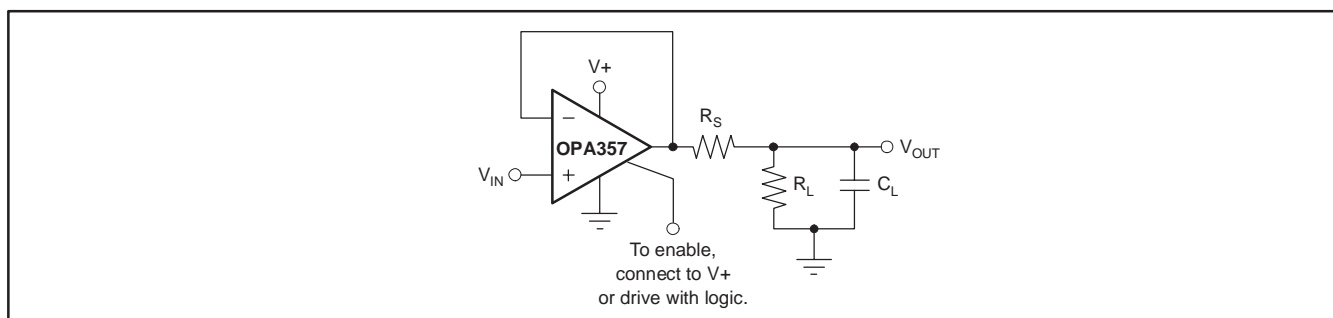 V+
R_S
−
OPA357
V_OUT
V_IN
+
R_L
C_L
To enable,
connect to V+
or drive with logic.